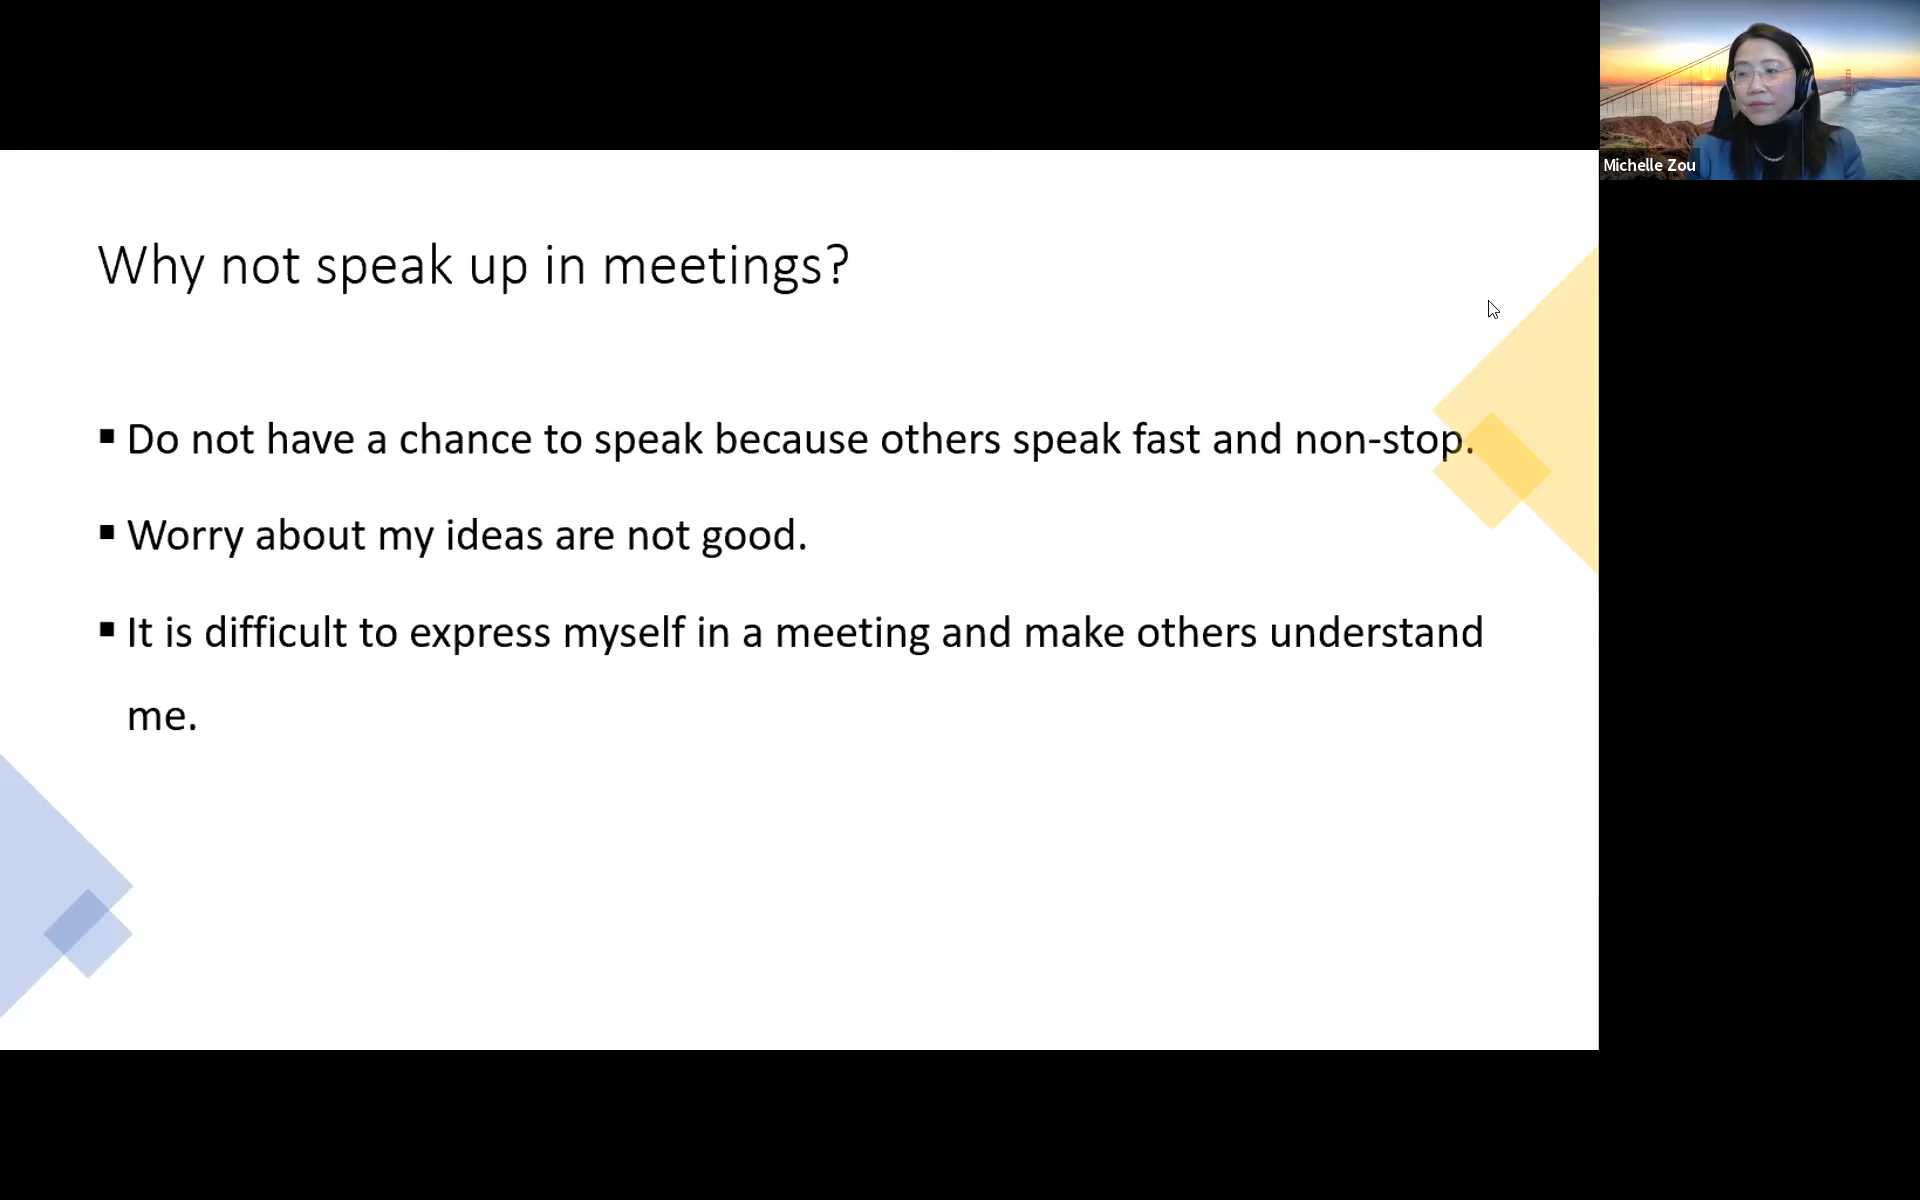 Michelle Zou
Why not speak up in meetings?
▪ Do not have a chance to speak because others speak fast and non-stop.
▪ Worry about my ideas are not good.
▪ It is difficult to express myself in a meeting and make others understand
me.